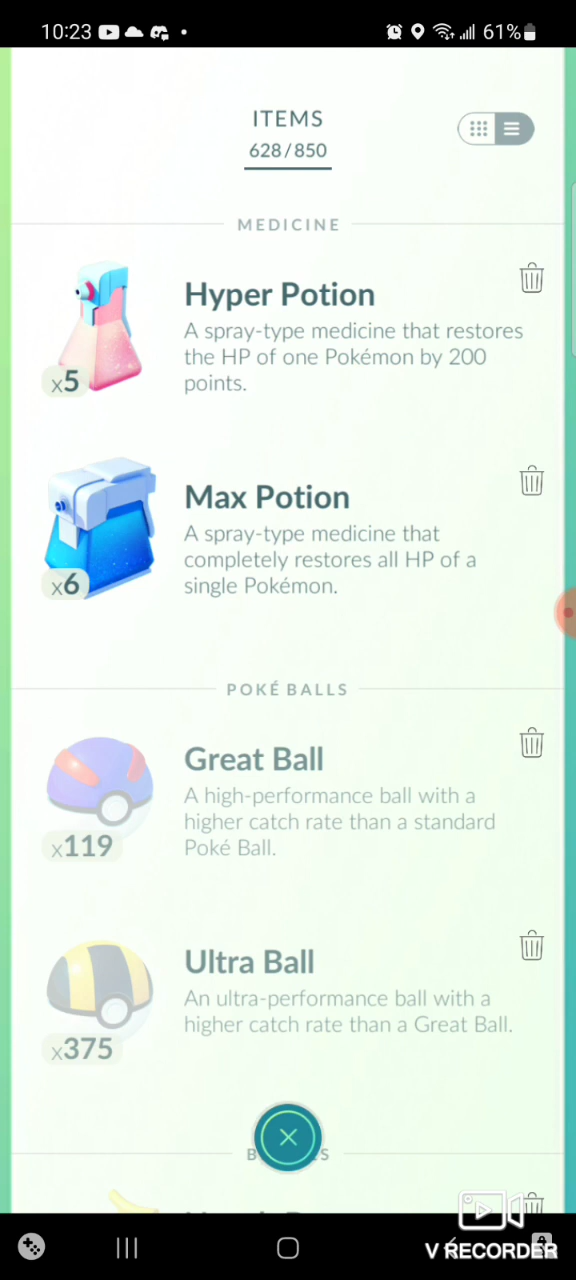 10:23
61%
ITEMS
628/850
MEDICINE
Hyper Potion
A spray-type medicine that restores
the HP of one Pokémon by 200
points.
x5
Max Potion
A spray-type medicine that
completely restores all HP of a
single Pokémon.
x6
POKÉ BALLS
Great Ball
A high-performance ball with a
higher catch rate than a standard
Poké Ball.
x119
Ultra Ball
An ultra-performance ball with a
higher catch rate than a Great Ball.
x375
V RECORDER